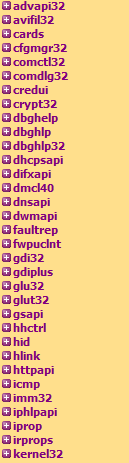 advapi32
avifil32
cards
cfgmgr32
comctl32
comdlg32
credui
crypt32
dbghelp
dbghlp
dbghlp32
dhcpsapi
difxapi
dmcl40
dnsapi
dwmapi
faultrep
fwpuclnt
gdi32
gdiplus
glu32
glut32
gsapi
hhctrl
hid
hlink
httpapi
icmp
imm32
iphlpapi
iprop
irprops
kernel32